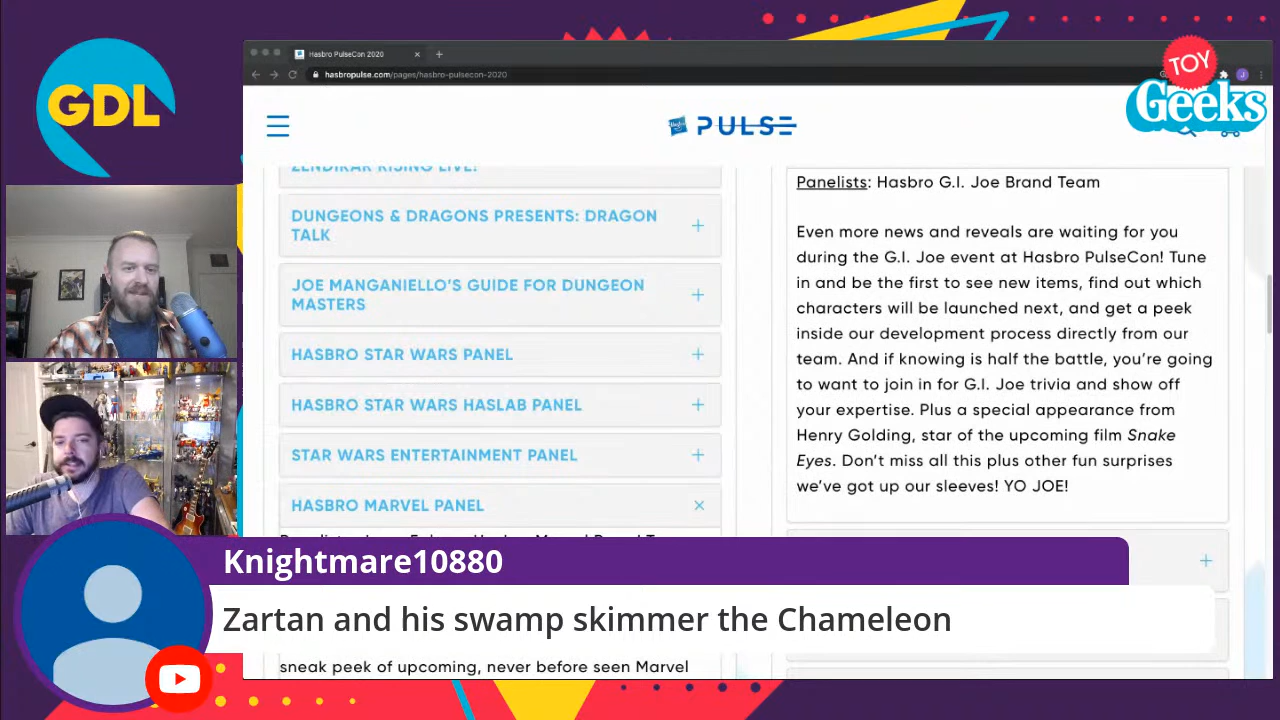 GDL
Hasbro PulseCon 2020
hasbropulse.com/pages/hasbro-pulsecon-2020
TOY
Geeks
PULSE
ZENDIKAR RISING LIVE!
DUNGEONS & DRAGONS PRESENTS: DRAGON
TALK
JOE MANGANIELLO'S GUIDE FOR DUNGEON
MASTERS
HASBRO STAR WARS PANEL
HASBRO STAR WARS HASLAB PANEL
STAR WARS ENTERTAINMENT PANEL
HASBRO MARVEL PANEL
sneak peek of upcoming, never before seen Marvel
Panelists: Hasbro G.I. Joe Brand Team
Even more news and reveals are waiting for you
during the G.I. Joe event at Hasbro PulseCon! Tune
in and be the first to see new items, find out which
characters will be launched next, and get a peek
inside our development process directly from our
team. And if knowing is half the battle, you're going
to want to join in for G.I. Joe trivia and show off
your expertise. Plus a special appearance from
Henry Golding, star of the upcoming film Snake
Eyes. Don't miss all this plus other fun surprises
we've got up our sleeves! YO JOE!
Knightmare10880
Zartan and his swamp skimmer the Chameleon